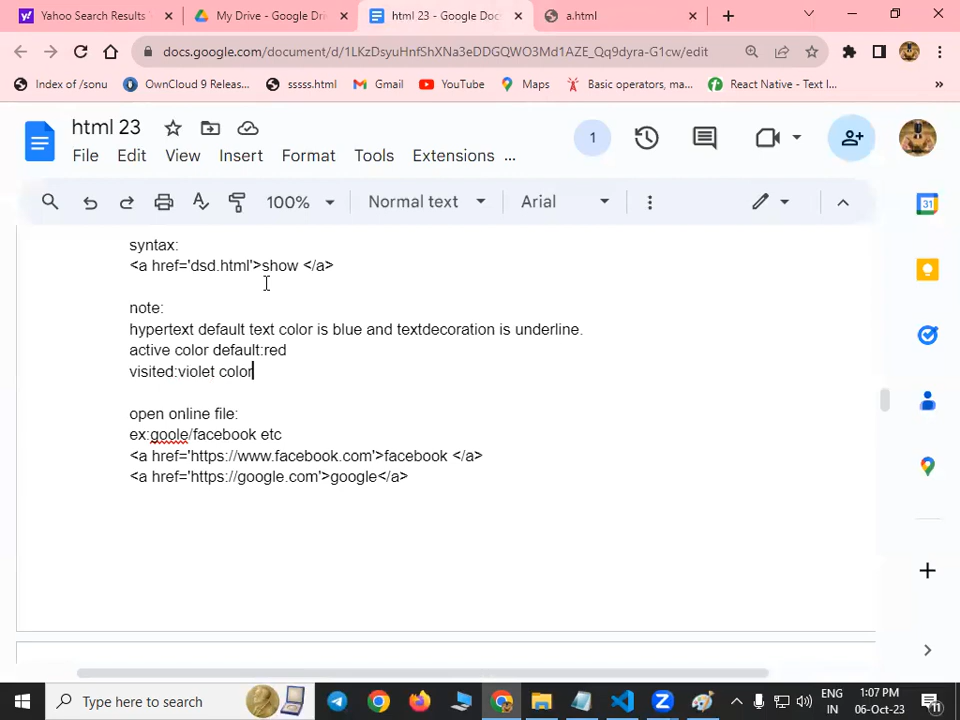 Yahoo Search Results
My Drive - Google Dri
html 23 - Google Doc
a.html
docs.google.com/document/d/1LKzDsyuHnfShXNa3eDDGQWO3Md1AZE_Qq9dyra-G1cw/edit
Index of /sonu
OwnCloud 9 Releas...
sssss.html
Gmail
YouTube
Maps
Basic operators, ma...
React Native - Text I...
»
html 23
1
File Edit View Insert Format Tools Extensions ...
100% Normal text Arial
31
syntax:
<a href='dsd.html'>show </a>
note:
hypertext default text color is blue and textdecoration is underline.
active color default:red
visited:violet color
open online file:
ex:goole/facebook etc
<a href='https://www.facebook.com'>facebook </a>
<a href='https://google.com'>google</a>
Type here to search
ENG
IN
1:07 PM
06-Oct-23
11